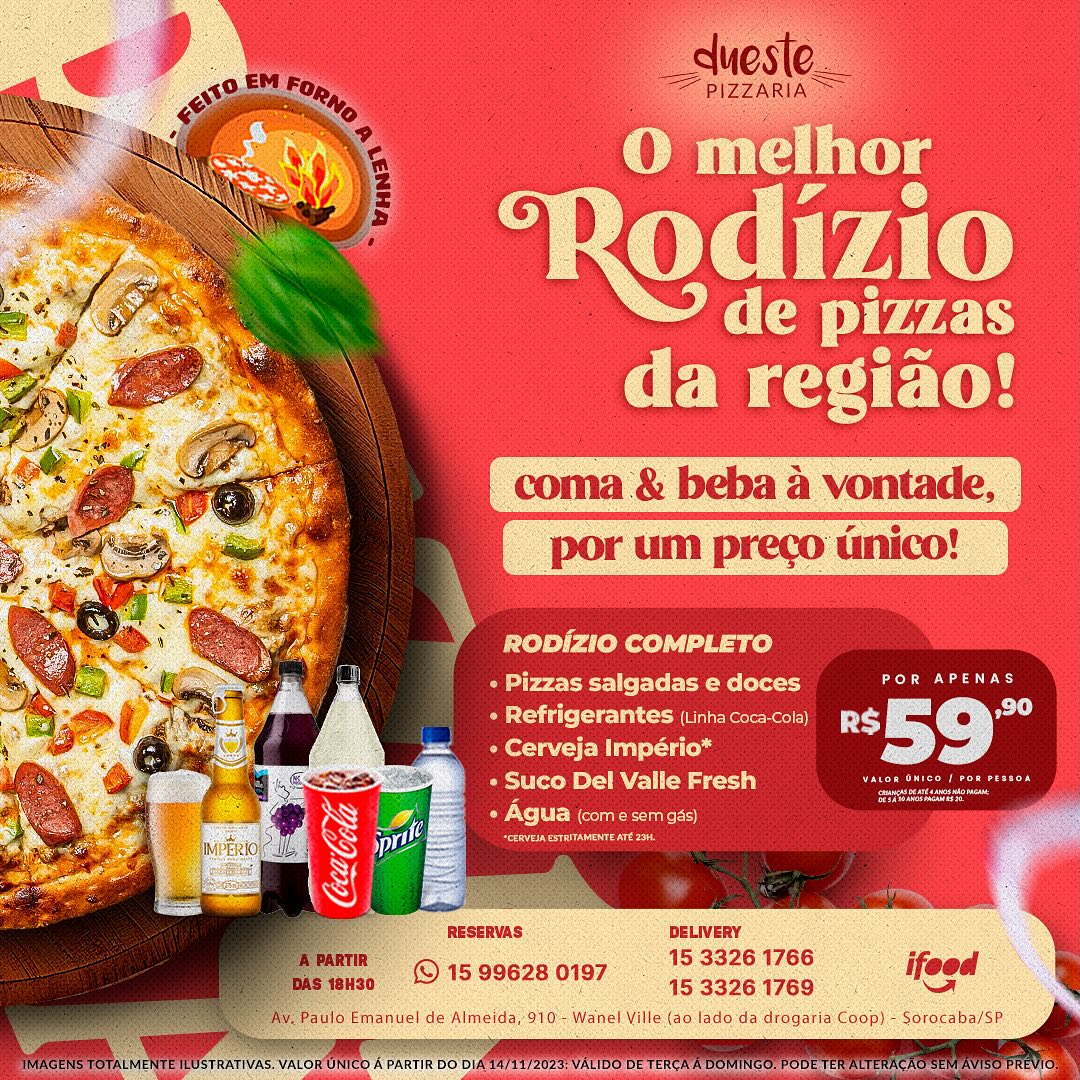 dueste
PIZZARIA
- FEITO EM FORNO A LENHA -
O melhor
Rodízio
de pizzas
da região!
coma & beba à vontade,
por um preço único!
RODÍZIO COMPLETO
• Pizzas salgadas e doces
• Refrigerantes (Linha Coca-Cola)
• Cerveja Império*
• Suco Del Valle Fresh
• Água (com e sem gás)
*CERVEJA ESTRITAMENTE ATÉ 23H.
POR APENAS
R$59,90
VALOR ÚNICO / POR PESSOA
CRIANÇAS DE ATÉ 4 ANOS NÃO PAGAM;
DE 5 À 10 ANOS PAGAM R$ 20.
IMPÉRIO
Coca-Cola
Sprite
A PARTIR
DAS 18H30
RESERVAS
15 99628 0197
DELIVERY
15 3326 1766
15 3326 1769
ifood
Av. Paulo Emanuel de Almeida, 910 - Wanel Ville (ao lado da drogaria Coop) - Sorocaba/SP
IMAGENS TOTALMENTE ILUSTRATIVAS. VALOR ÚNICO Á PARTIR DO DIA 14/11/2023: VÁLIDO DE TERÇA Á DOMINGO. PODE TER ALTERAÇÃO SEM ÁVISO PRÉVIO.